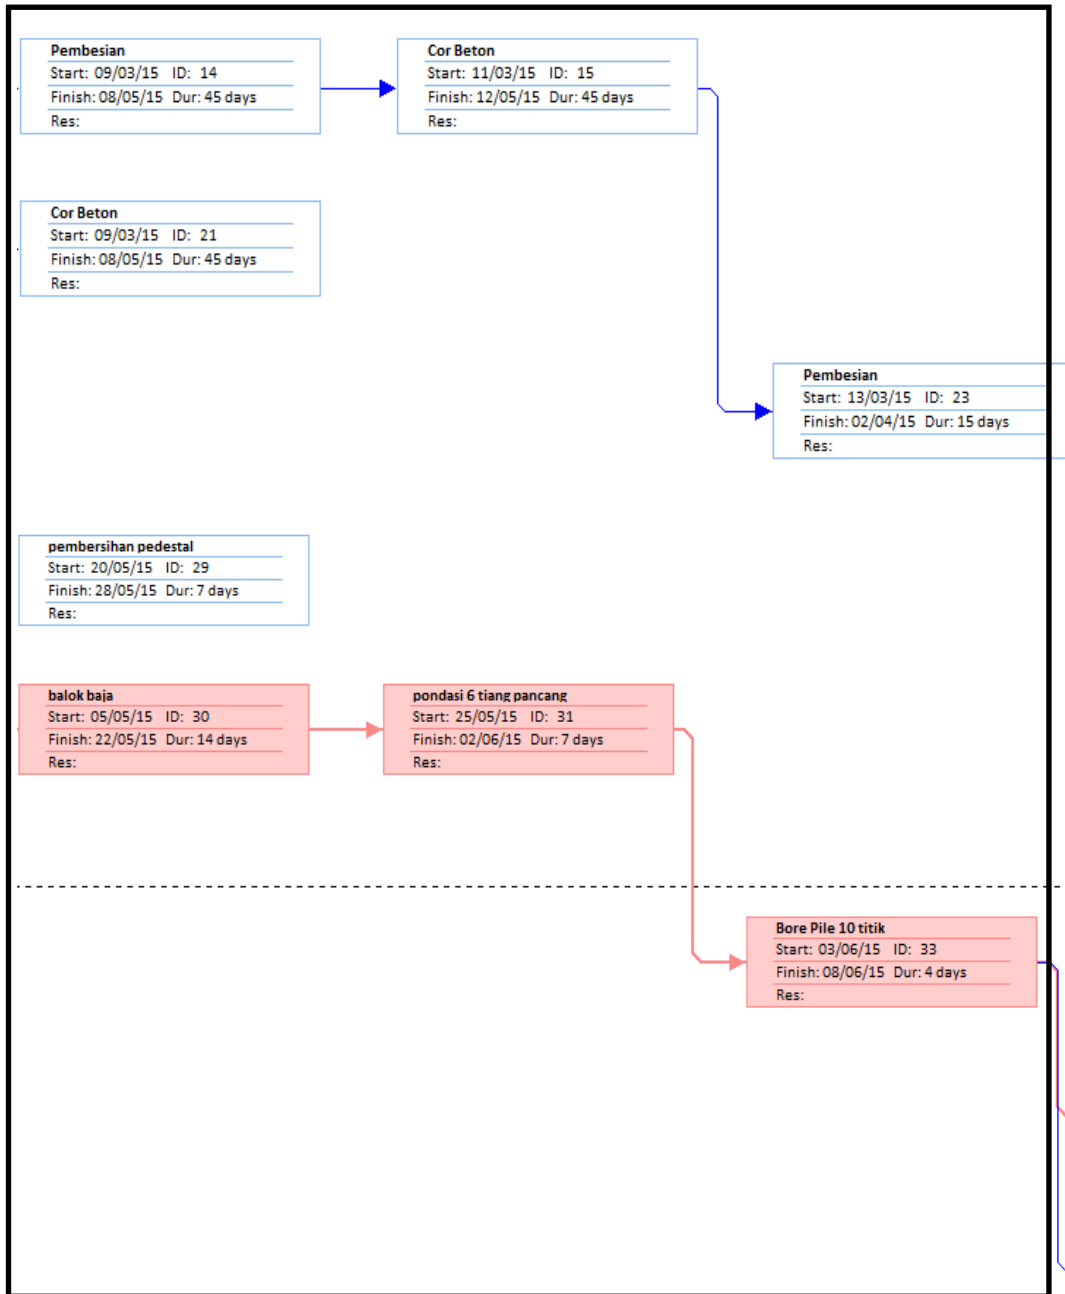 Pembesian
Start: 09/03/15 ID: 14
Finish: 08/05/15 Dur: 45 days
Res:
Cor Beton
Start: 11/03/15 ID: 15
Finish: 12/05/15 Dur: 45 days
Res:
Cor Beton
Start: 09/03/15 ID: 21
Finish: 08/05/15 Dur: 45 days
Res:
Pembesian
Start: 13/03/15 ID: 23
Finish: 02/04/15 Dur: 15 days
Res:
pembersihan pedestal
Start: 20/05/15 ID: 29
Finish: 28/05/15 Dur: 7 days
Res:
balok baja
Start: 05/05/15 ID: 30
Finish: 22/05/15 Dur: 14 days
Res:
pondasi 6 tiang pancang
Start: 25/05/15 ID: 31
Finish: 02/06/15 Dur: 7 days
Res:
Bore Pile 10 titik
Start: 03/06/15 ID: 33
Finish: 08/06/15 Dur: 4 days
Res: